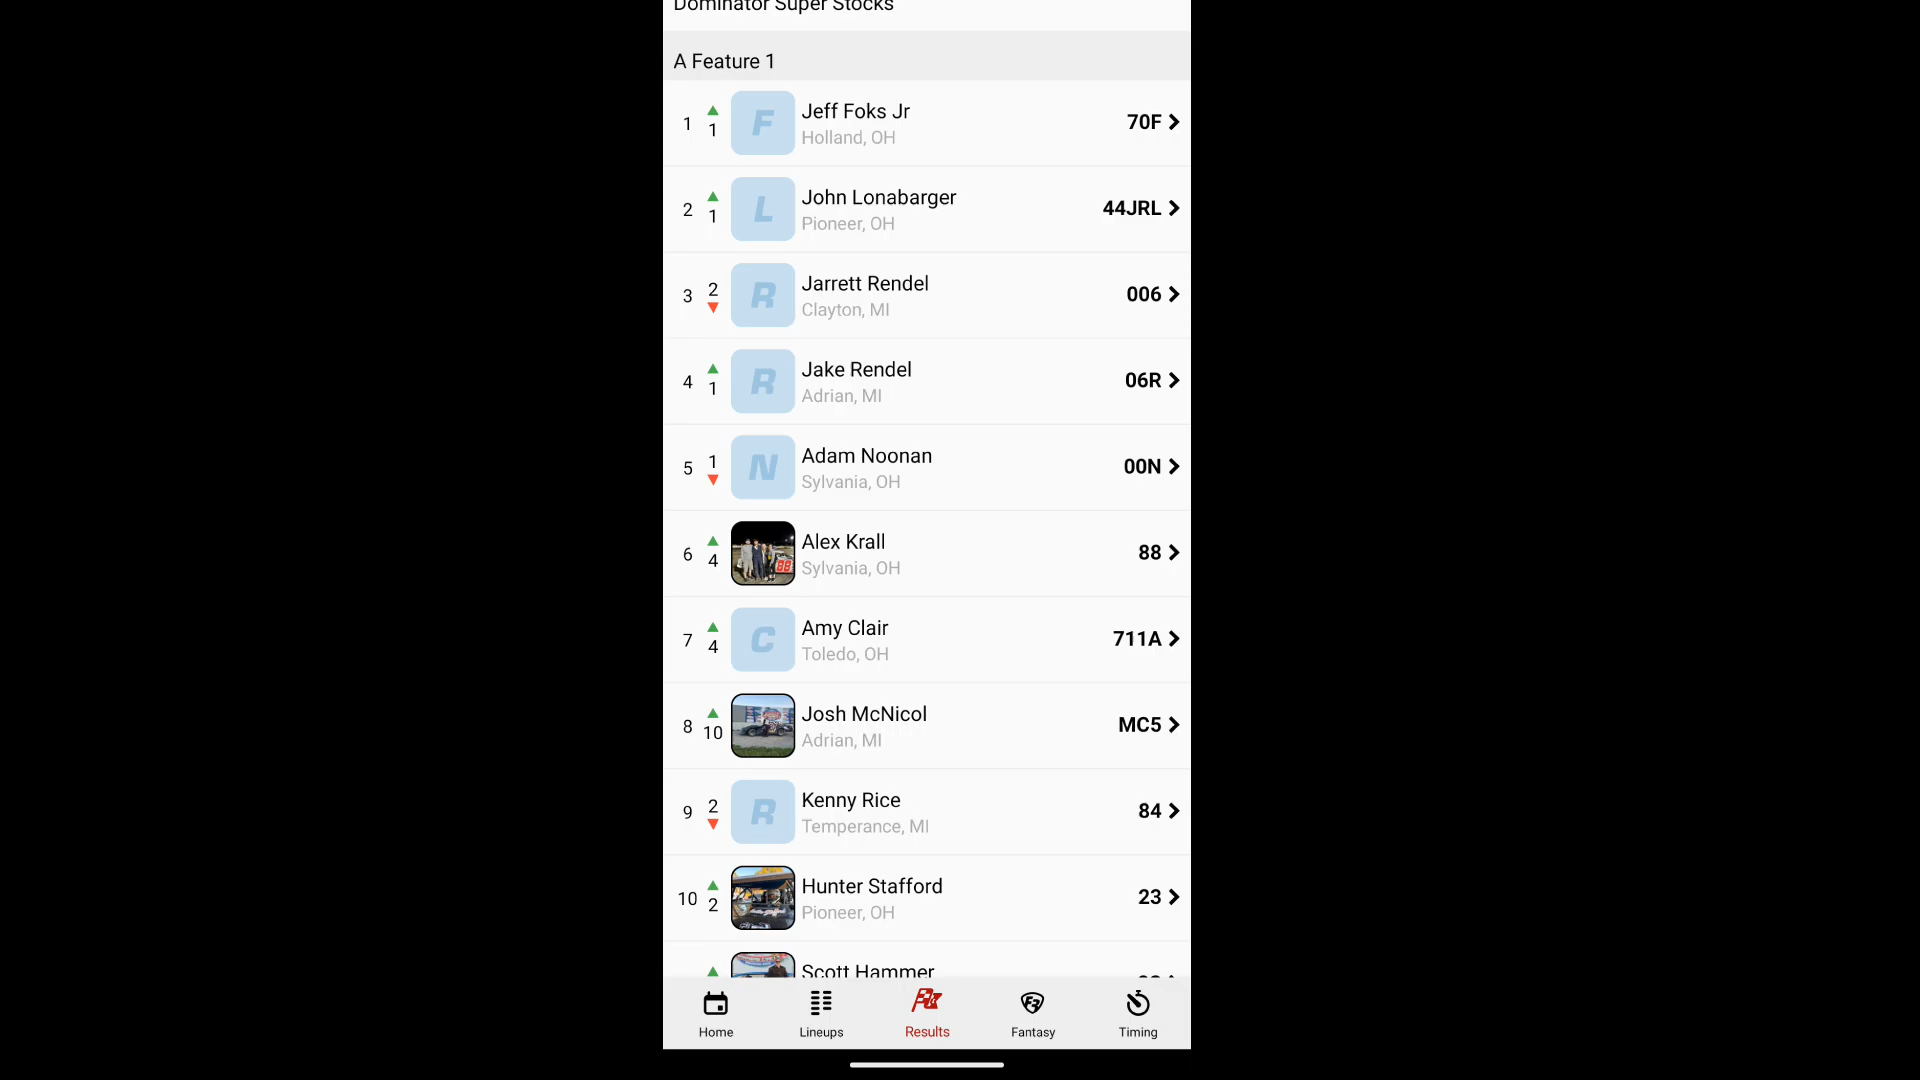 Dominator Super Stocks
A Feature 1
1 1 F Jeff Foks Jr 70F
Holland, OH
2 1 L John Lonabarger 44JRL
Pioneer, OH
3 2 R Jarrett Rendel 006
Clayton, MI
4 1 R Jake Rendel 06R
Adrian, MI
5 1 N Adam Noonan 00N
Sylvania, OH
6 4 Alex Krall 88
Sylvania, OH
7 4 C Amy Clair 711A
Toledo, OH
8 10 Josh McNicol MC5
Adrian, MI
9 2 R Kenny Rice 84
Temperance, MI
10 2 Hunter Stafford 23
Pioneer, OH
Scott Hammer
Home Lineups Results Fantasy Timing